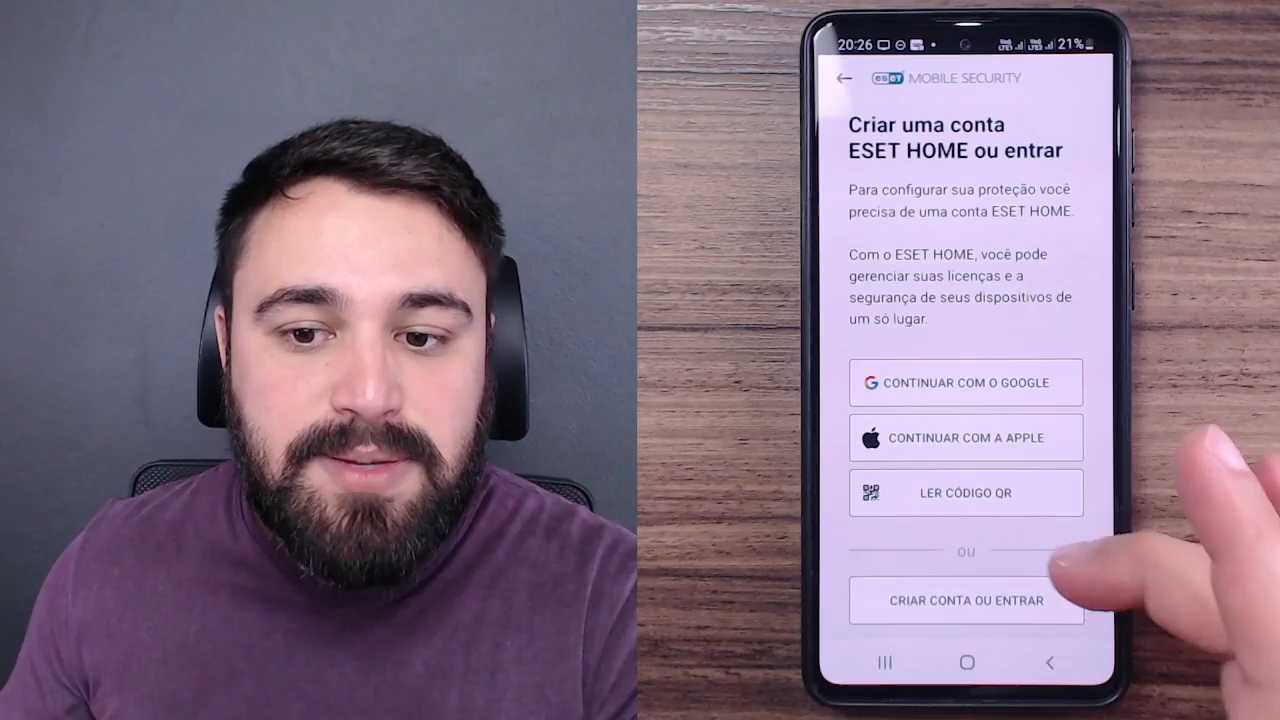 20:26
21%
eseT MOBILE SECURITY
Criar uma conta
ESET HOME ou entrar
Para configurar sua proteção você
precisa de uma conta ESET HOME.
Com o ESET HOME, você pode
gerenciar suas licenças e a
segurança de seus dispositivos de
um só lugar.
CONTINUAR COM O GOOGLE
CONTINUAR COM A APPLE
LER CÓDIGO QR
OU
CRIAR CONTA OU ENTRAR